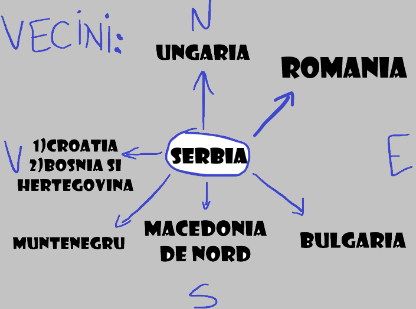 VECINI:
N
UNGARIA
ROMANIA
V
1)CROATIA
2)BOSNIA SI
HERTEGOVINA
SERBIA
E
MUNTENEGRU
MACEDONIA
DE NORD
BULGARIA
S